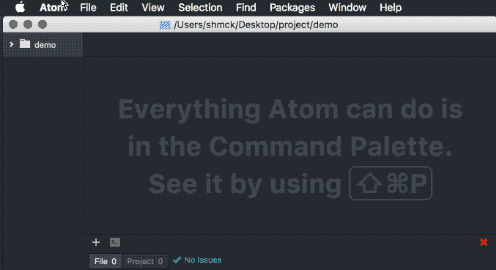 Atom File Edit View Selection Find Packages Window Help
/Users/shmck/Desktop/project/demo
demo
Everything Atom can do is
in the Command Palette.
See it by using ⇧⌘P
File 0 Project 0 No Issues